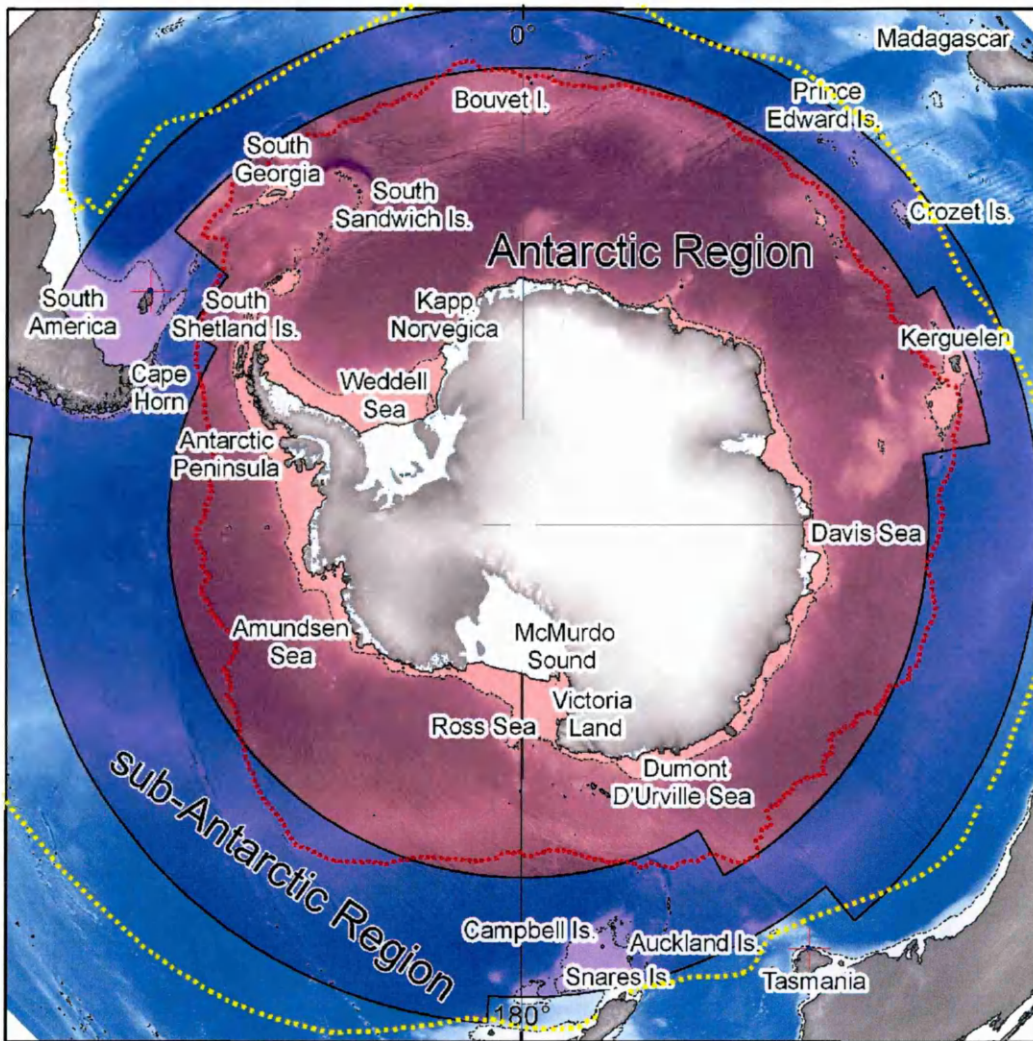 0°
Madagascar
Bouvet I.
Prince
Edward Is.
South
Georgia
South
Sandwich Is.
Crozet Is.
Antarctic Region
South
America
South
Shetland Is.
Kapp
Norvegica
Kerguelen
Cape
Horn
Weddell
Sea
Antarctic
Peninsula
Davis Sea
Amundsen
Sea
McMurdo
Sound
Ross Sea
Victoria
Land
Dumont
D'Urville Sea
sub-Antarctic Region
Campbell Is.
Auckland Is.
Snares Is.
Tasmania
180°